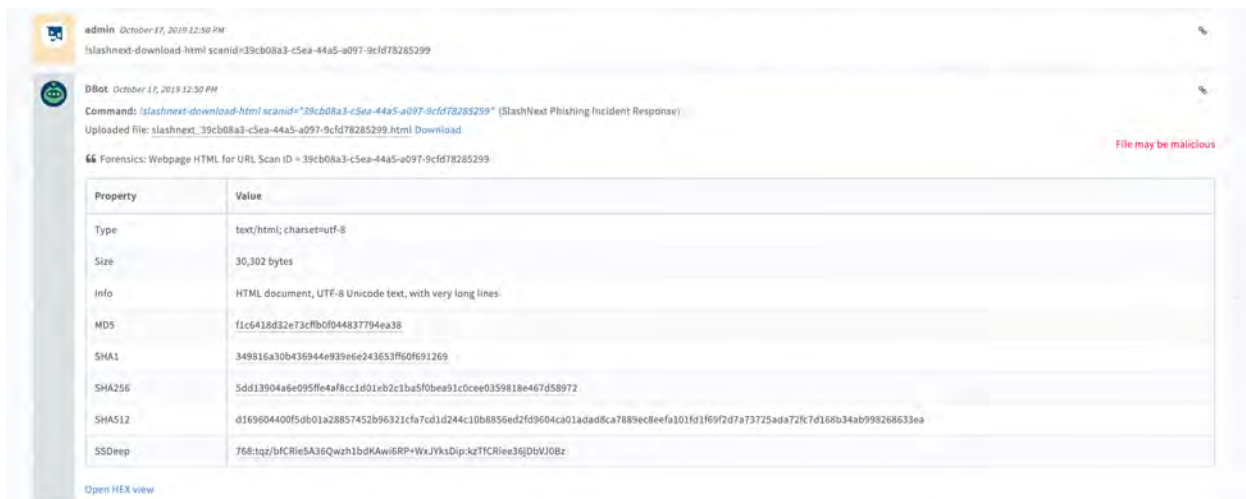 admin October 17, 2019 12:50 PM
!slashnext-download-html scanid=39cb08a3-c5ea-44a5-a097-9cfd78285299
DBot October 17, 2019 12:50 PM
Command: !slashnext-download-html scanid="39cb08a3-c5ea-44a5-a097-9cfd78285299" (SlashNext Phishing Incident Response)
Uploaded file: slashnext_39cb08a3-c5ea-44a5-a097-9cfd78285299.html Download
File may be malicious
Forensics: Webpage HTML for URL Scan ID = 39cb08a3-c5ea-44a5-a097-9cfd78285299
Property Value
Type text/html; charset=utf-8
Size 30,302 bytes
Info HTML document, UTF-8 Unicode text, with very long lines
MD5 f1c6418d32e73cffb0f044837794ea38
SHA1 349816a30b436944e939e6e243653ff60f691269
SHA256 5dd13904a6e095ffe4af8cc1d01eb2c1ba5f0bea91c0cee0359818e467d58972
SHA512 d169604400f5db01a28857452b96321cfa7cd1d244c10b8856ed2fd9604ca01adad8ca7889ec8eefa101fd1f69f2d7a73725ada72fc7d168b34ab998268633ea
SSDeep 768:tqz/bfCRie5A36Qwzh1bdKAwi6RP+WxJYksDip:kzTfCRiee36jDbVJ0Bz
Open HEX view